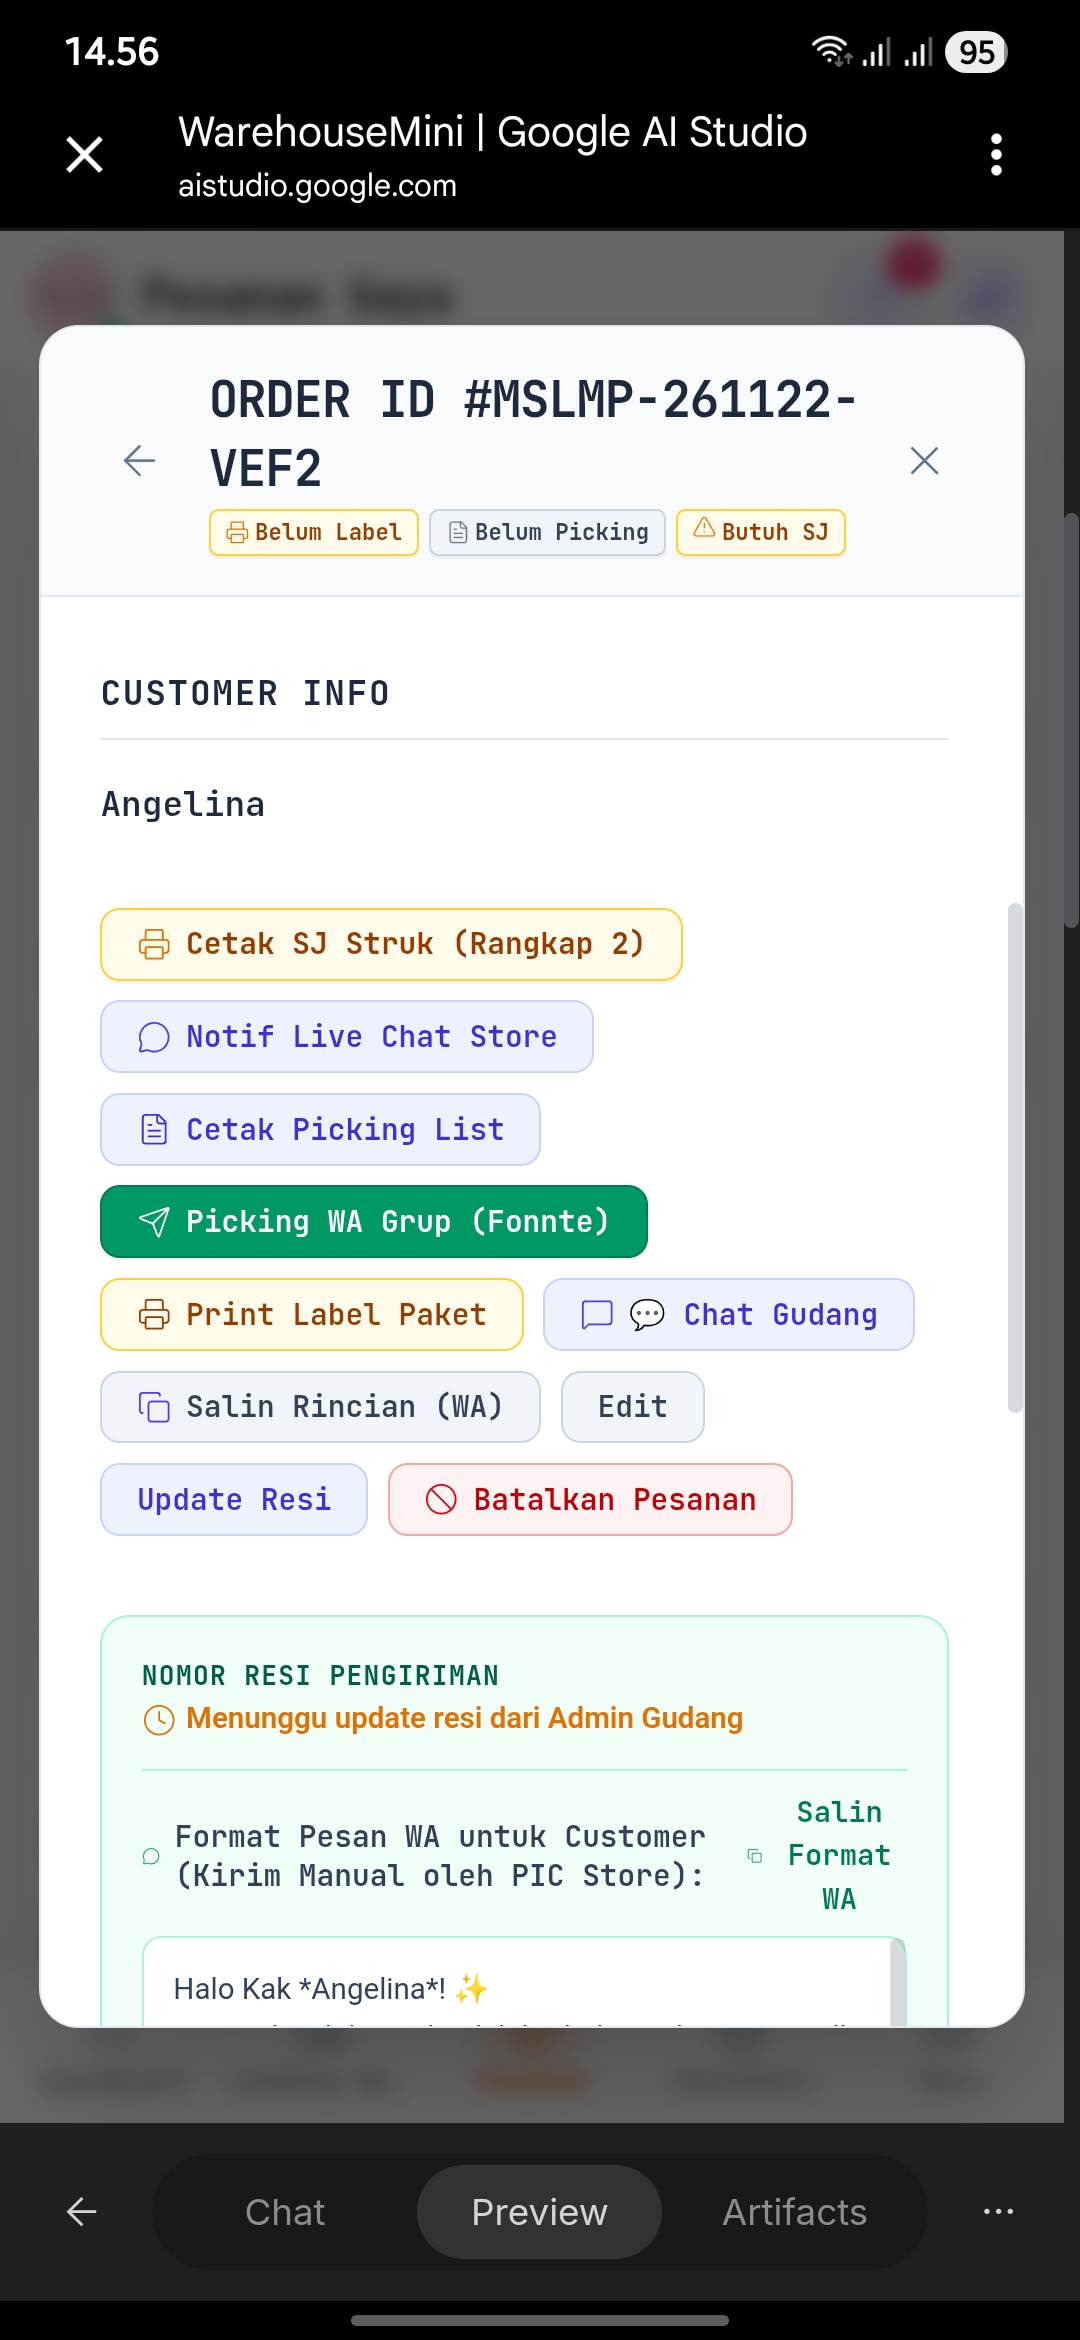 14.56
95
WarehouseMini | Google AI Studio
aistudio.google.com
Pesanan Saya
ORDER ID #MSLMP-261122-
VEF2
Belum Label
Belum Picking
Butuh SJ
CUSTOMER INFO
Angelina
Cetak SJ Struk (Rangkap 2)
Notif Live Chat Store
Cetak Picking List
Picking WA Grup (Fonnte)
Print Label Paket
💬 Chat Gudang
Salin Rincian (WA)
Edit
Update Resi
Batalkan Pesanan
NOMOR RESI PENGIRIMAN
Menunggu update resi dari Admin Gudang
Format Pesan WA untuk Customer
(Kirim Manual oleh PIC Store):
Salin
Format
WA
Halo Kak *Angelina*! ✨
Chat
Preview
Artifacts